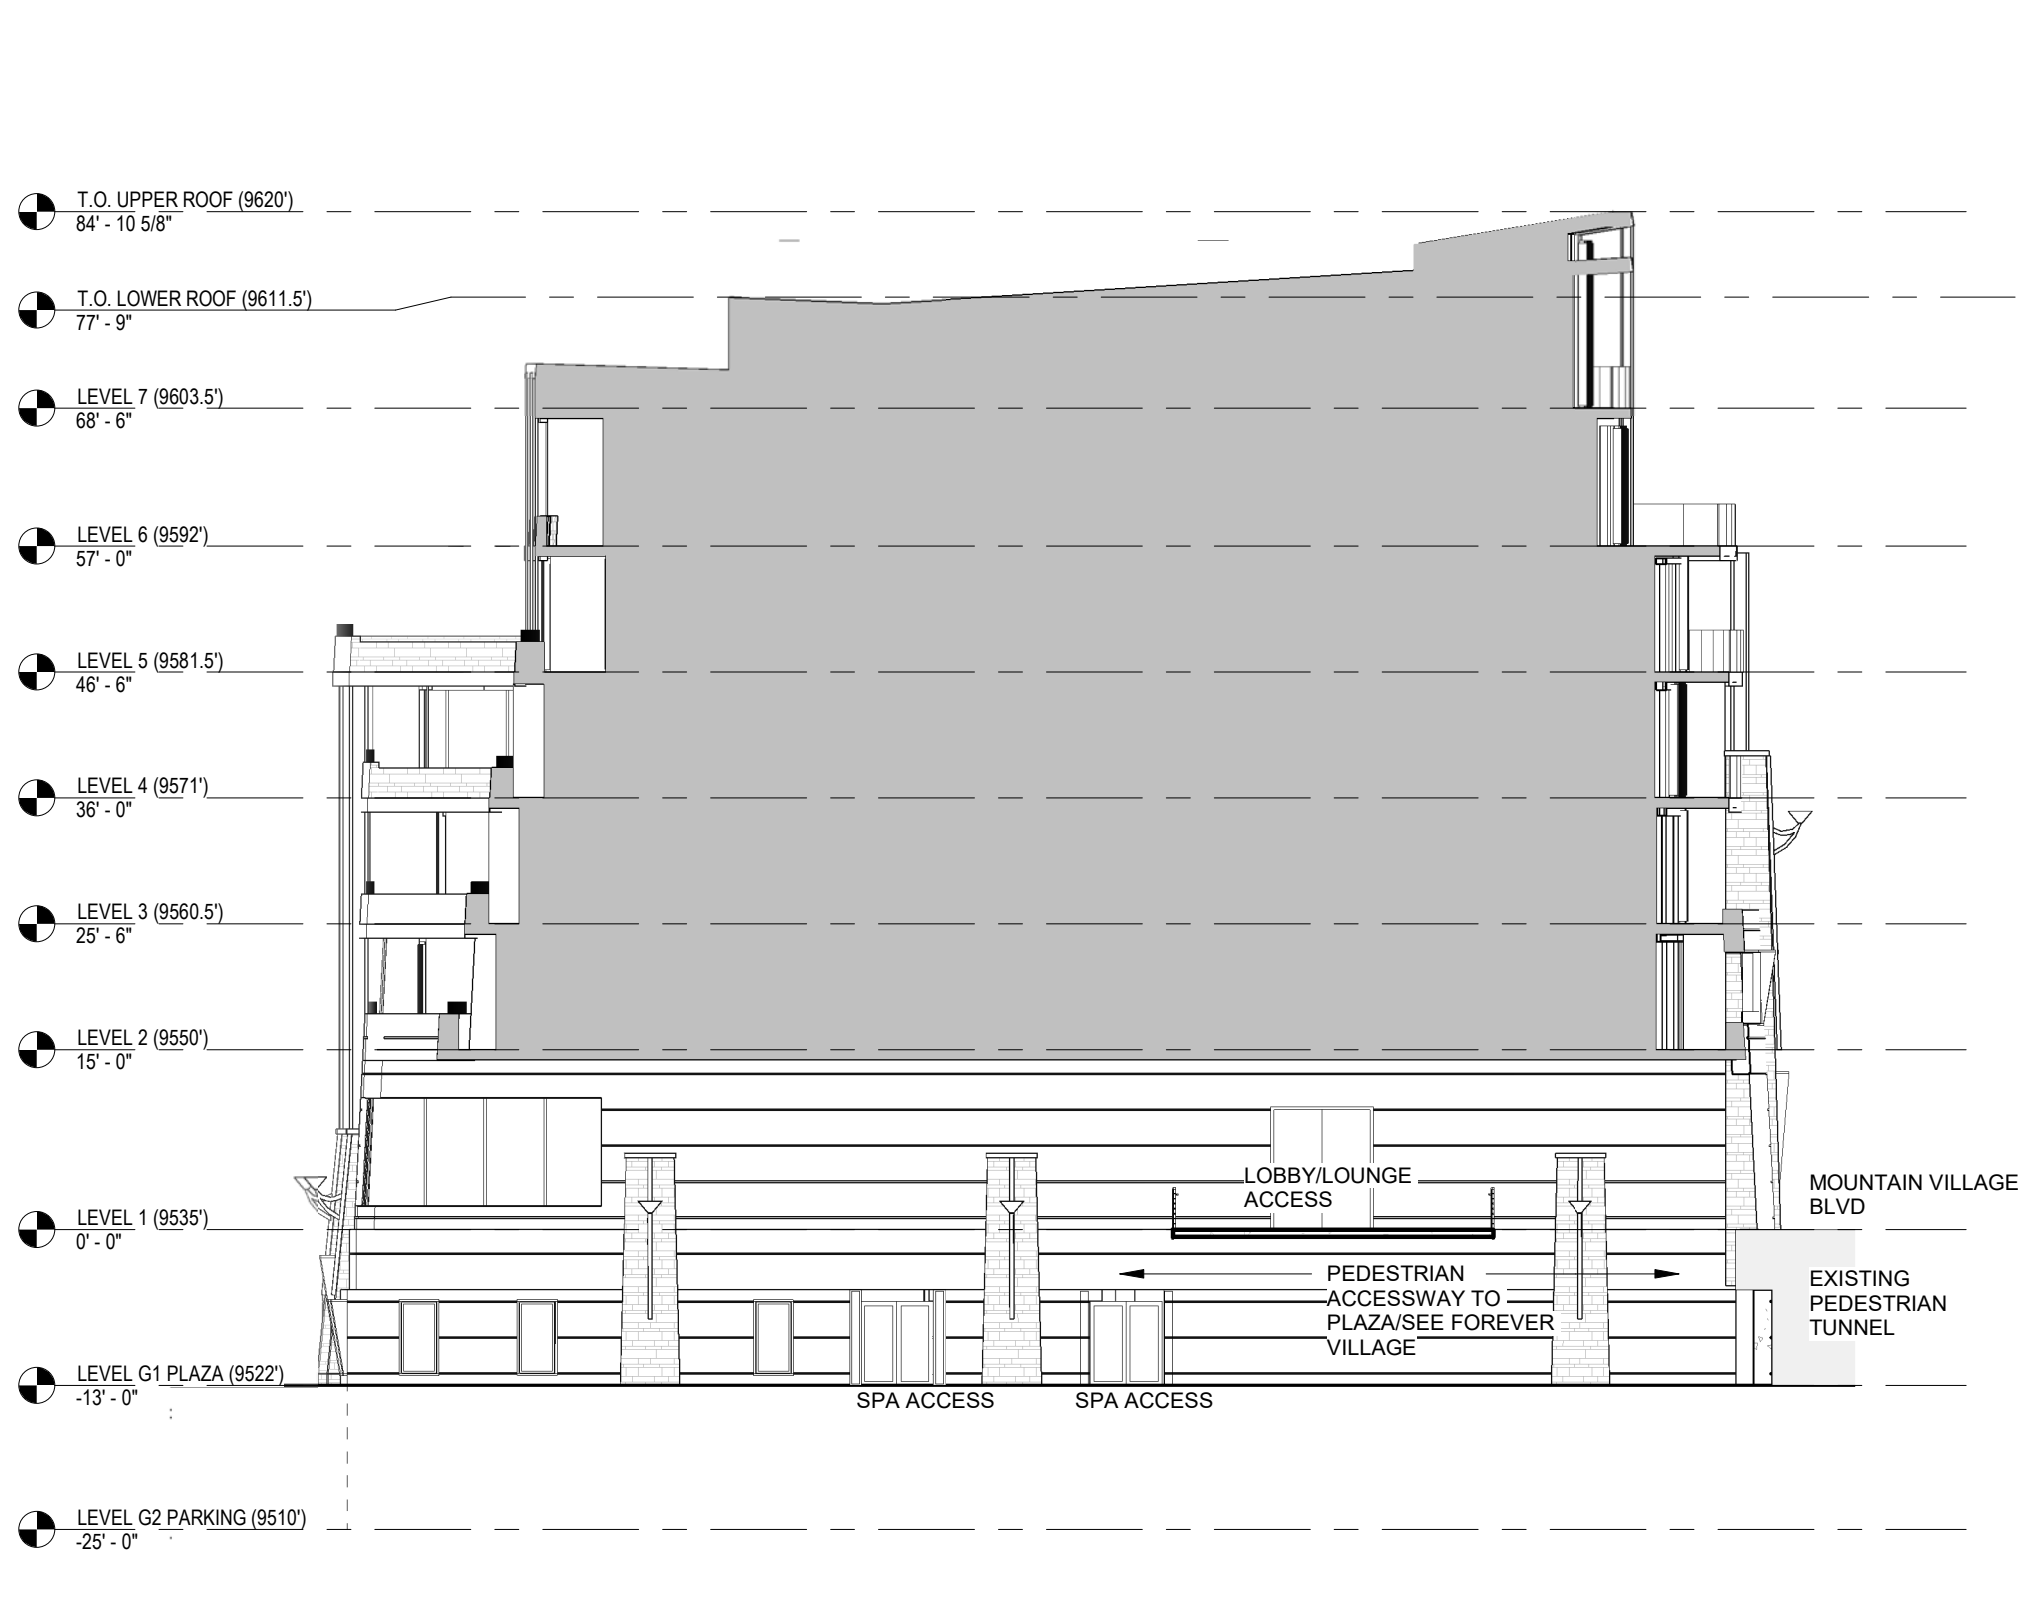 T.O. UPPER ROOF (9620')
84' - 10 5/8"
T.O. LOWER ROOF (9611.5')
77' - 9"
LEVEL 7 (9603.5')
68' - 6"
LEVEL 6 (9592')
57' - 0"
LEVEL 5 (9581.5')
46' - 6"
LEVEL 4 (9571')
36' - 0"
LEVEL 3 (9560.5')
25' - 6"
LEVEL 2 (9550')
15' - 0"
LOBBY/LOUNGE
ACCESS
MOUNTAIN VILLAGE
BLVD
LEVEL 1 (9535')
0' - 0"
PEDESTRIAN
ACCESSWAY TO
PLAZA/SEE FOREVER
VILLAGE
EXISTING
PEDESTRIAN
TUNNEL
LEVEL G1 PLAZA (9522')
-13' - 0"
SPA ACCESS
SPA ACCESS
LEVEL G2 PARKING (9510')
-25' - 0"